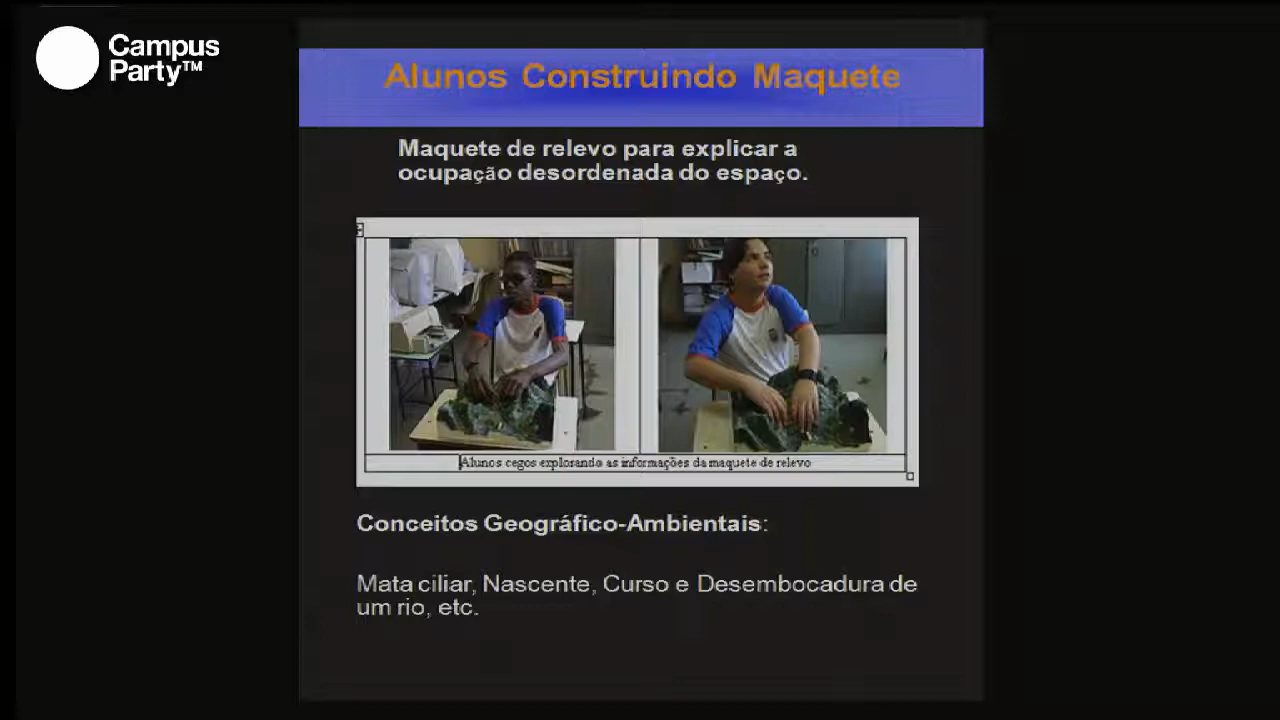 Campus
Party™
Alunos Construindo Maquete
Maquete de relevo para explicar a
ocupação desordenada do espaço.
Alunos cegos explorando as informações da maquete de relevo
Conceitos Geográfico-Ambientais:
Mata ciliar, Nascente, Curso e Desembocadura de
um rio, etc.